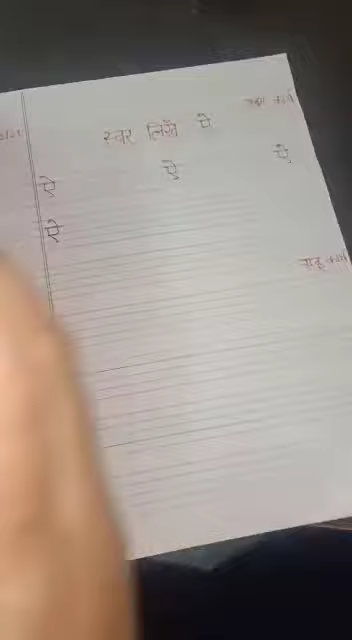 स्वर लिखें ऐ
ऐ ऐ ऐ
ऐ